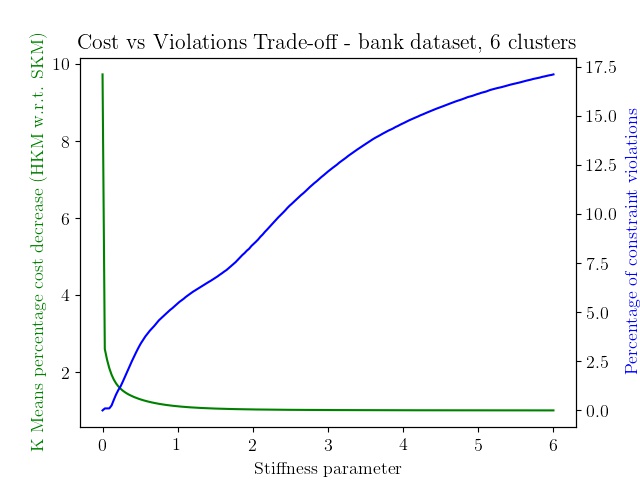 Cost vs Violations Trade-off - bank dataset, 6 clusters
K Means percentage cost decrease (HKM w.r.t. SKM)
10
8
6
4
2
17.5
15.0
12.5
10.0
7.5
5.0
2.5
0.0
Percentage of constraint violations
0 1 2 3 4 5 6
Stiffness parameter